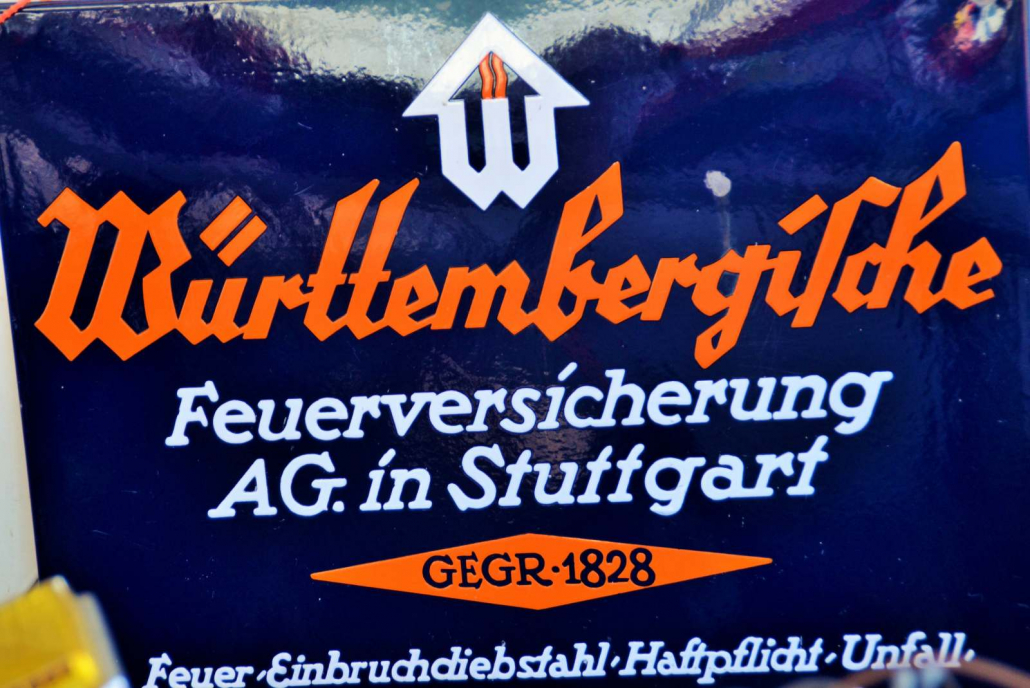 W
Württembergische
Feuerversicherung
AG. in Stuttgart
GEGR·1828
Feuer·Einbruchdiebstahl·Haftpflicht·Unfall·